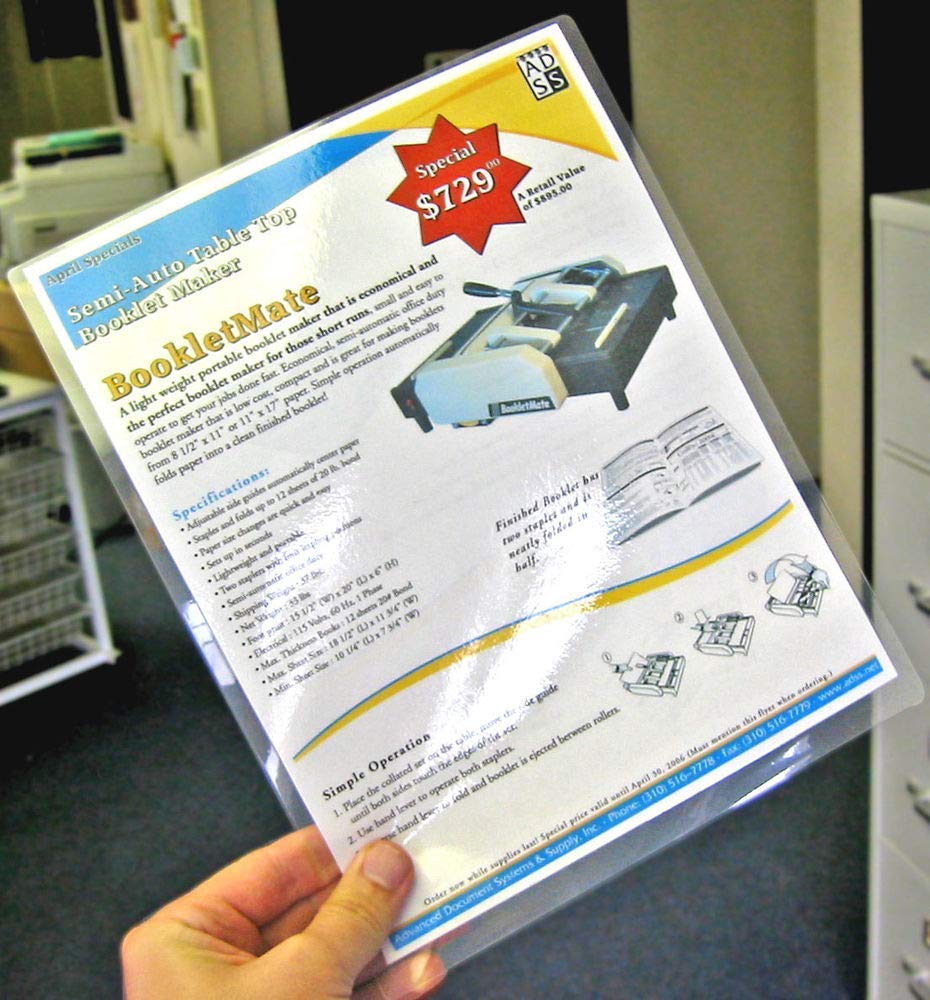 AD
SS
Special
$729.00
A Retail Value
of $895.00
April Specials
Semi-Auto Table Top
Booklet Maker
BookletMate
A light weight portable booklet maker that is economical and
the perfect booklet maker for those short runs, small and easy to
operate to get your jobs done fast. Economical, semi-automatic office duty
booklet maker that is low cost, compact and is great for making booklets
from 8 1/2" x 11" or 11" x 17" paper. Simple operation automatically
folds paper into a clean finished booklet!
BookletMate
Specifications:
• Adjustable side guides automatically center paper
• Staples and folds up to 12 sheets of 20 lb. bond
• Paper size changes are quick and easy
• Sets up in seconds
• Lightweight and portable
• Two staplers with
• Semi-automatic office duty
• Shipping Weight: 37 lbs.
• Net Weight: 33 lbs.
• Foot print: 15 1/2" (W) x 20" (L) x 6" (H)
• Electrical: 115 Volts, 60 Hz, 1 Phase
• Max. Thickness Books: 12 sheets 20# Bond
• Max. Sheet Size: 18 1/2" (L) x 11 3/4" (W)
• Min. Sheet Size: 10 1/4" (L) x 7 3/4" (W)
Finished Booklet has
two staples and is
neatly folded in
half.
1
2
3
Simple Operation
1. Place the collated set on the table, move the side guide
until both sides touch the edges of the set.
2. Use hand lever to operate both staplers.
hand lever to fold and booklet is ejected between rollers.
Order now while supplies last! Special price valid until April 30, 2006 (Must mention this flyer when ordering.)
Advanced Document Systems & Supply, Inc. · Phone: (310) 516-7778 · Fax: (310) 516-7779 · www.adss.net